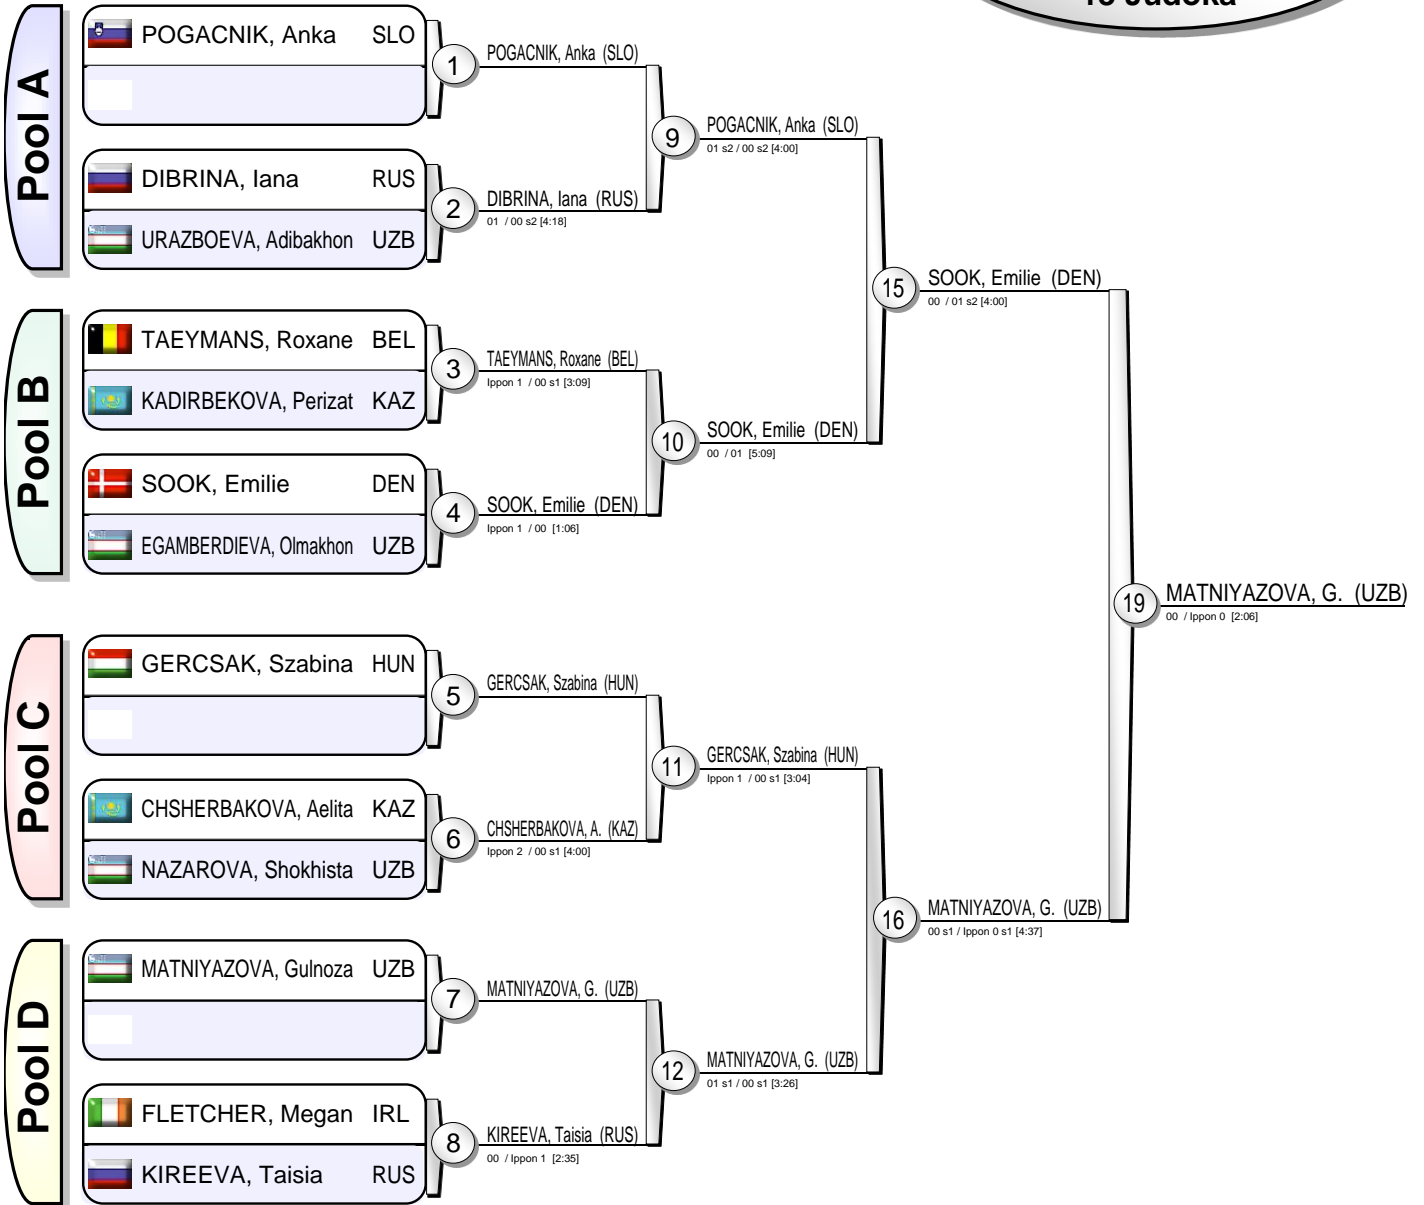 13 Judoka
Pool A
POGACNIK, Anka SLO
1
POGACNIK, Anka (SLO)
DIBRINA, Iana RUS
URAZBOEVA, Adibakhon UZB
2
DIBRINA, Iana (RUS)
01 / 00 s2 [4:18]
9
POGACNIK, Anka (SLO)
01 s2 / 00 s2 [4:00]
Pool B
TAEYMANS, Roxane BEL
KADIRBEKOVA, Perizat KAZ
3
TAEYMANS, Roxane (BEL)
Ippon 1 / 00 s1 [3:09]
SOOK, Emilie DEN
EGAMBERDIEVA, Olmakhon UZB
4
SOOK, Emilie (DEN)
Ippon 1 / 00 [1:06]
10
SOOK, Emilie (DEN)
00 / 01 [5:09]
15
SOOK, Emilie (DEN)
00 / 01 s2 [4:00]
Pool C
GERCSAK, Szabina HUN
5
GERCSAK, Szabina (HUN)
CHSHERBAKOVA, Aelita KAZ
NAZAROVA, Shokhista UZB
6
CHSHERBAKOVA, A. (KAZ)
Ippon 2 / 00 s1 [4:00]
11
GERCSAK, Szabina (HUN)
Ippon 1 / 00 s1 [3:04]
Pool D
MATNIYAZOVA, Gulnoza UZB
7
MATNIYAZOVA, G. (UZB)
FLETCHER, Megan IRL
KIREEVA, Taisia RUS
8
KIREEVA, Taisia (RUS)
00 / Ippon 1 [2:35]
12
MATNIYAZOVA, G. (UZB)
01 s1 / 00 s1 [3:26]
16
MATNIYAZOVA, G. (UZB)
00 s1 / Ippon 0 s1 [4:37]
19
MATNIYAZOVA, G. (UZB)
00 / Ippon 0 [2:06]